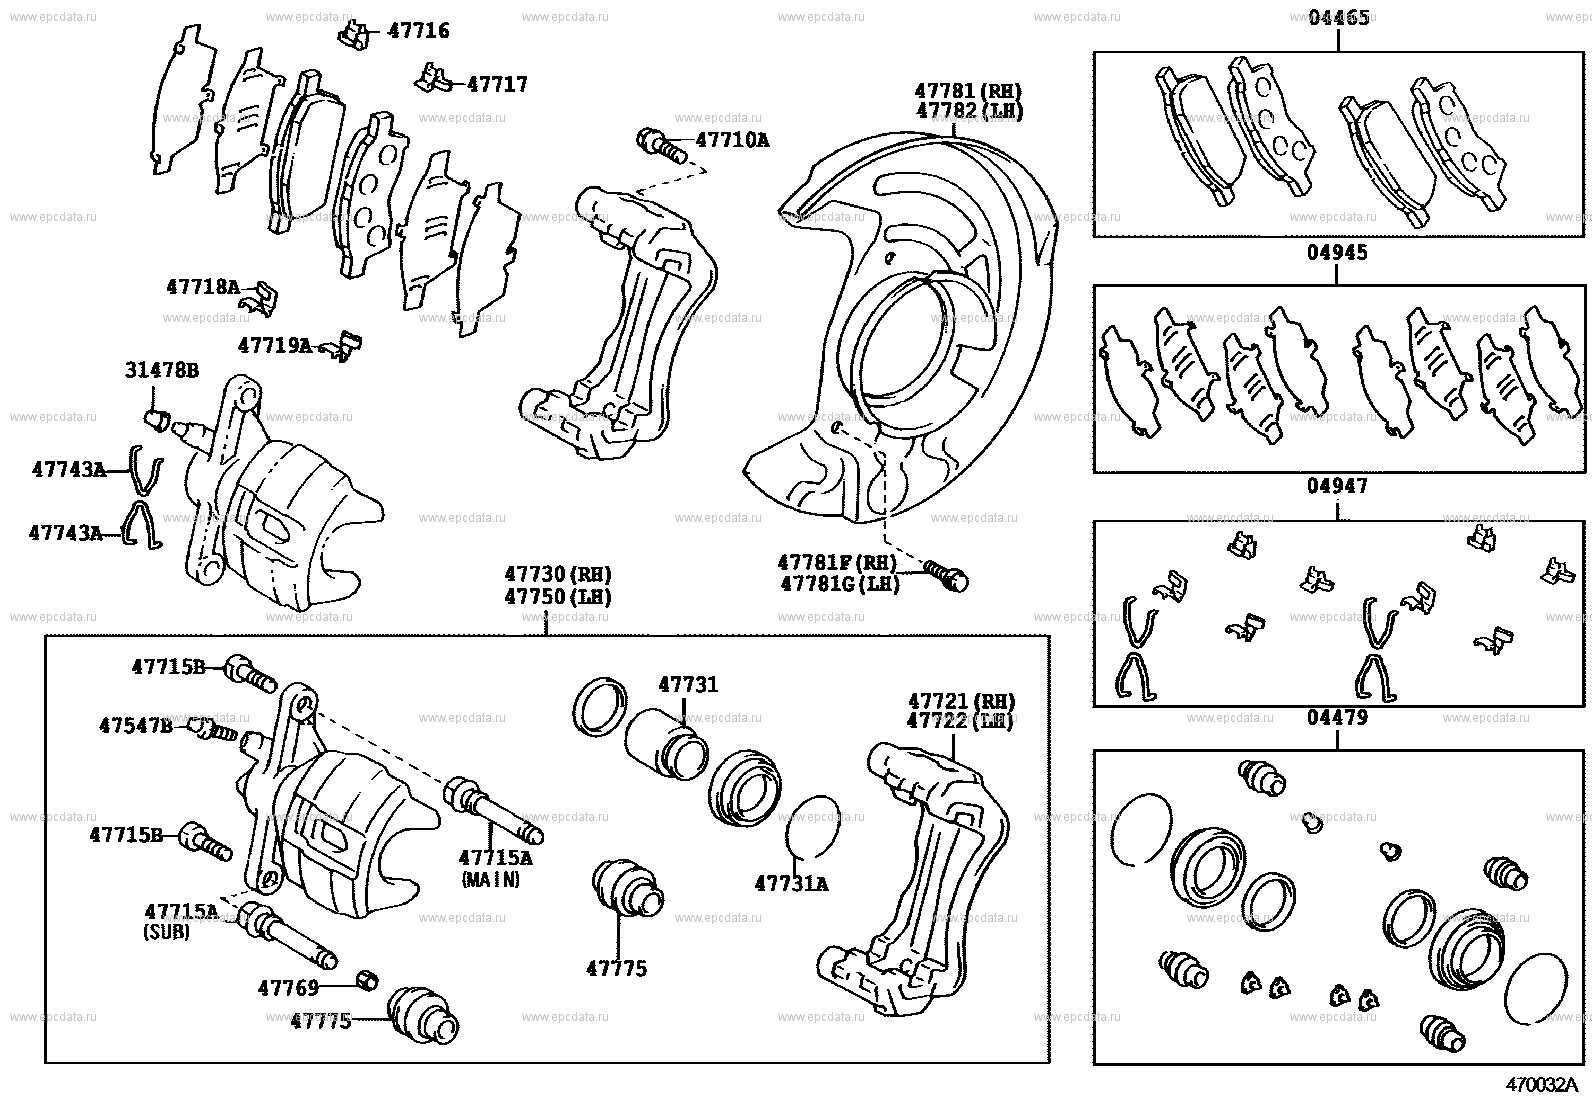 47716
04465
47717
47781 (RH)
47782 (LH)
47710A
04945
47718A
47719A
31478B
47743A
04947
47743A
47781F (RH)
47781G (LH)
47730 (RH)
47750 (LH)
47715B
47731
47721 (RH)
47722 (LH)
04479
47547B
47715B
47715A
(MAIN)
47731A
47715A
(SUB)
47775
47769
47775
470032A
www.epcdata.ru